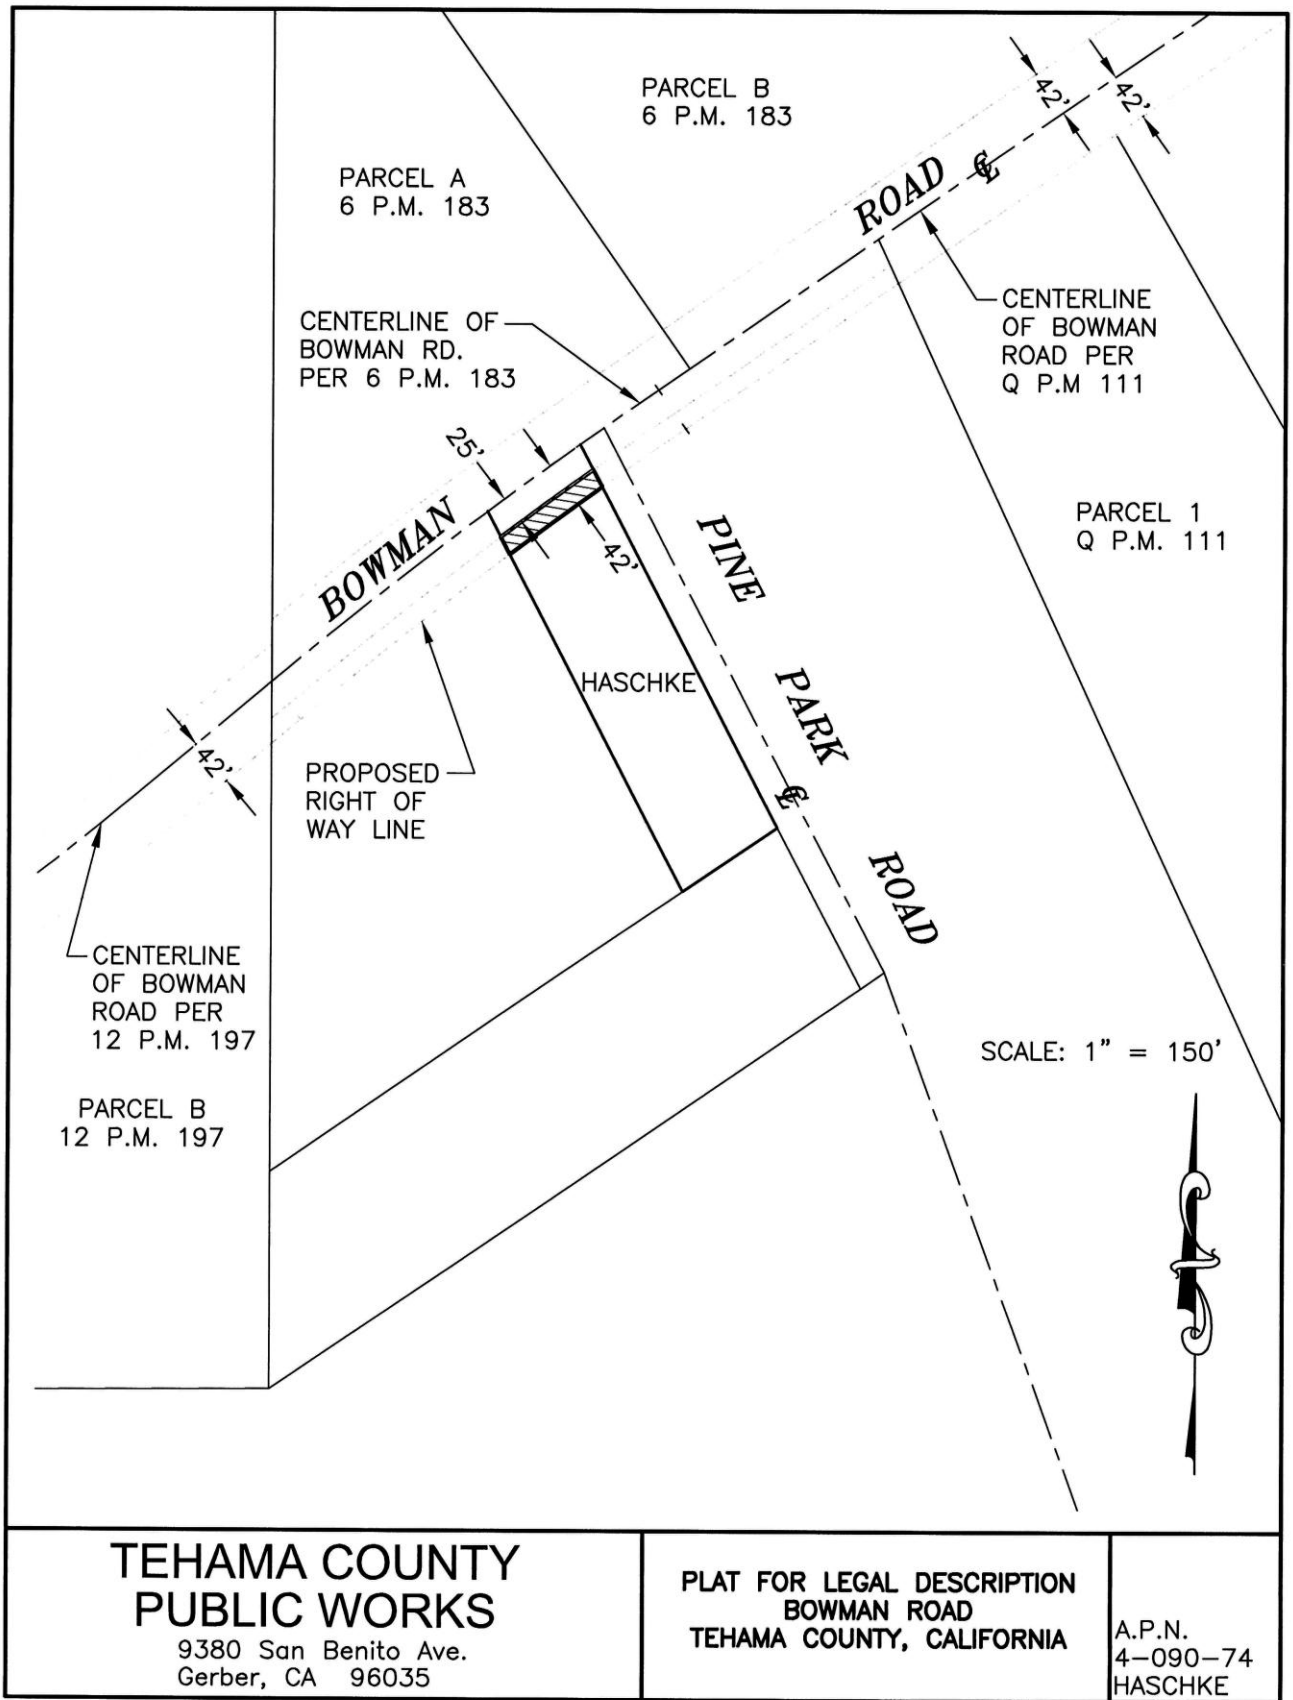 PARCEL B
6 P.M. 183
42'
42'
PARCEL A
6 P.M. 183
ROAD ℄
CENTERLINE OF
BOWMAN RD.
PER 6 P.M. 183
CENTERLINE
OF BOWMAN
ROAD PER
Q P.M 111
25'
BOWMAN
42'
PARCEL 1
Q P.M. 111
PINE
PARK
℄
ROAD
HASCHKE
42'
PROPOSED
RIGHT OF
WAY LINE
CENTERLINE
OF BOWMAN
ROAD PER
12 P.M. 197
PARCEL B
12 P.M. 197
SCALE: 1" = 150'
TEHAMA COUNTY
PUBLIC WORKS
9380 San Benito Ave.
Gerber, CA 96035
PLAT FOR LEGAL DESCRIPTION
BOWMAN ROAD
TEHAMA COUNTY, CALIFORNIA
A.P.N.
4-090-74
HASCHKE